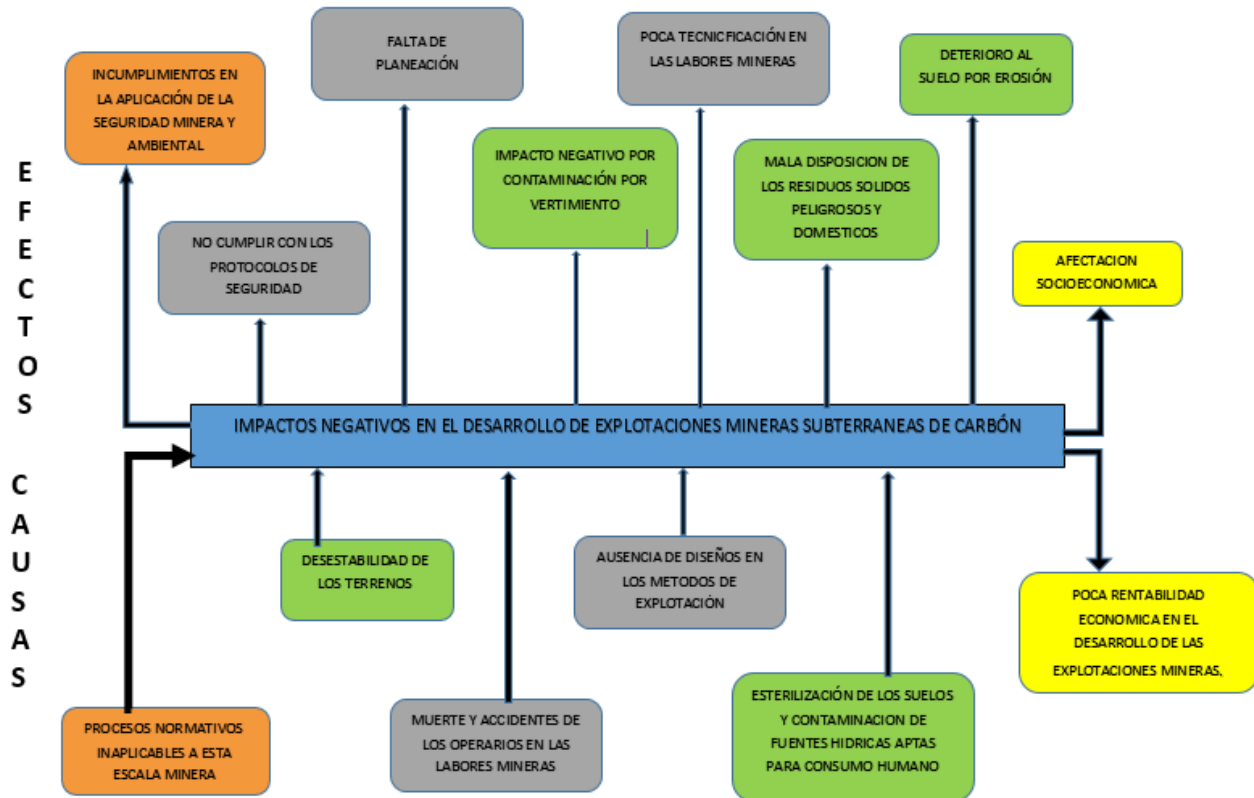 FALTA DE
PLANEACIÓN
POCA TECNICFICACIÓN EN
LAS LABORES MINERAS
DETERIORO AL
SUELO POR EROSIÓN
INCUMPLIMIENTOS EN
LA APLICACIÓN DE LA
SEGURIDAD MINERA Y
AMBIENTAL
IMPACTO NEGATIVO POR
CONTAMINACIÓN POR
VERTIMIENTO
MALA DISPOSICION DE
LOS RESIDUOS SOLIDOS
PELIGROSOS Y
DOMESTICOS
NO CUMPLIR CON LOS
PROTOCOLOS DE
SEGURIDAD
AFECTACION
SOCIOECONOMICA
E
F
E
C
T
O
S
IMPACTOS NEGATIVOS EN EL DESARROLLO DE EXPLOTACIONES MINERAS SUBTERRANEAS DE CARBÓN
C
A
U
S
A
S
DESESTABILIDAD DE
LOS TERRENOS
AUSENCIA DE DISEÑOS EN
LOS METODOS DE
EXPLOTACIÓN
POCA RENTABILIDAD
ECONOMICA EN EL
DESARROLLO DE LAS
EXPLOTACIONES MINERAS.
PROCESOS NORMATIVOS
INAPLICABLES A ESTA
ESCALA MINERA
MUERTE Y ACCIDENTES DE
LOS OPERARIOS EN LAS
LABORES MINERAS
ESTERILIZACIÓN DE LOS SUELOS
Y CONTAMINACION DE
FUENTES HIDRICAS APTAS
PARA CONSUMO HUMANO